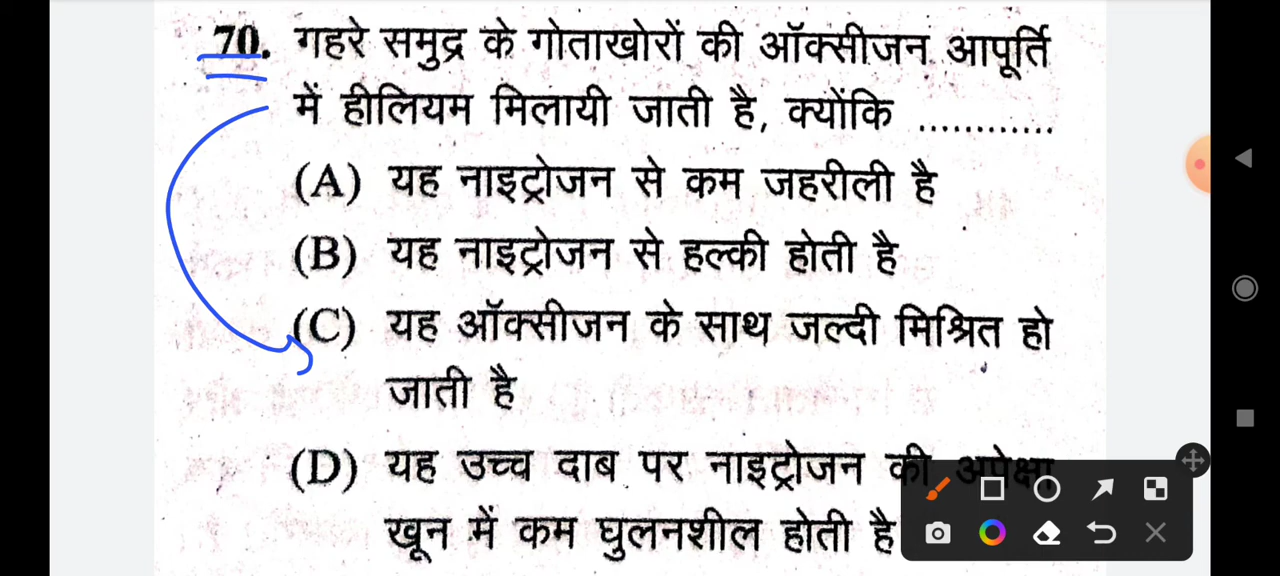 70. गहरे समुद्र के गोताखोरों की ऑक्सीजन आपूर्ति
में हीलियम मिलायी जाती है, क्योंकि ............
(A) यह नाइट्रोजन से कम जहरीली है
(B) यह नाइट्रोजन से हल्की होती है
(C) यह ऑक्सीजन के साथ जल्दी मिश्रित हो
जाती है
(D) यह उच्च दाब पर नाइट्रोजन की अपेक्षा
खून में कम घुलनशील होती है